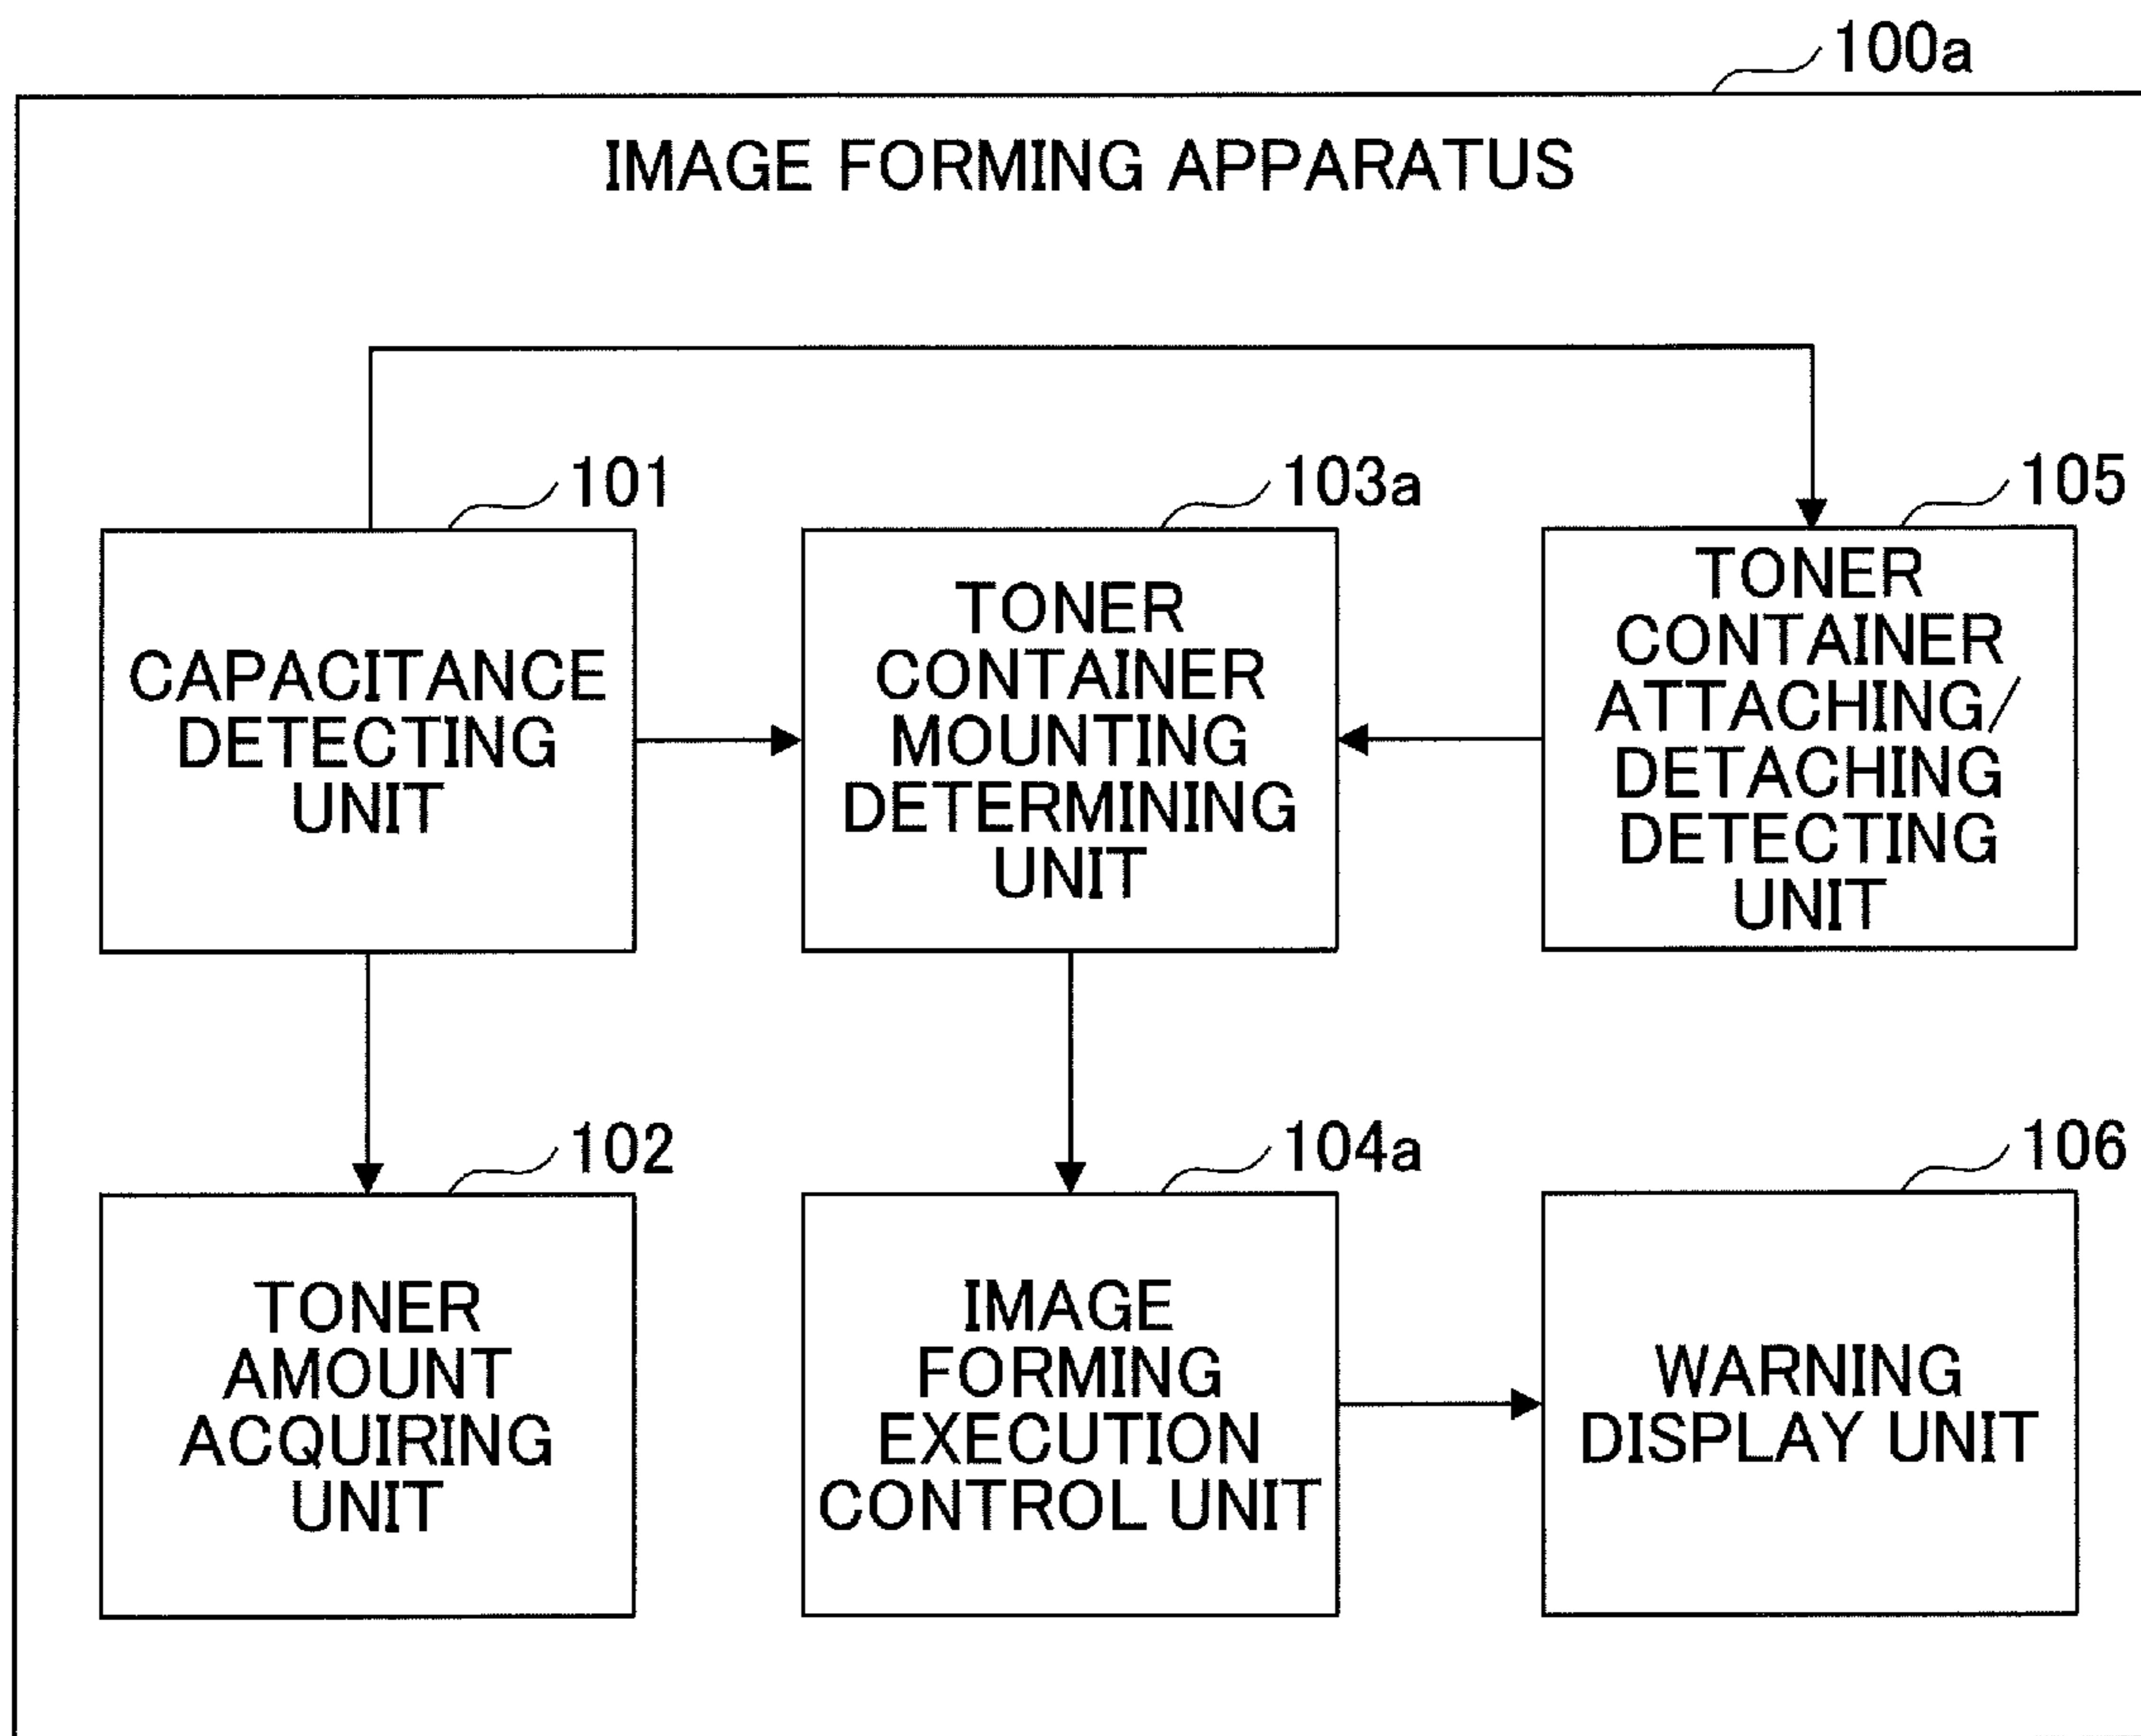 100a
IMAGE FORMING APPARATUS
101
CAPACITANCE
DETECTING
UNIT
103a
TONER
CONTAINER
MOUNTING
DETERMINING
UNIT
105
TONER
CONTAINER
ATTACHING/
DETACHING
DETECTING
UNIT
102
TONER
AMOUNT
ACQUIRING
UNIT
104a
IMAGE
FORMING
EXECUTION
CONTROL UNIT
106
WARNING
DISPLAY UNIT